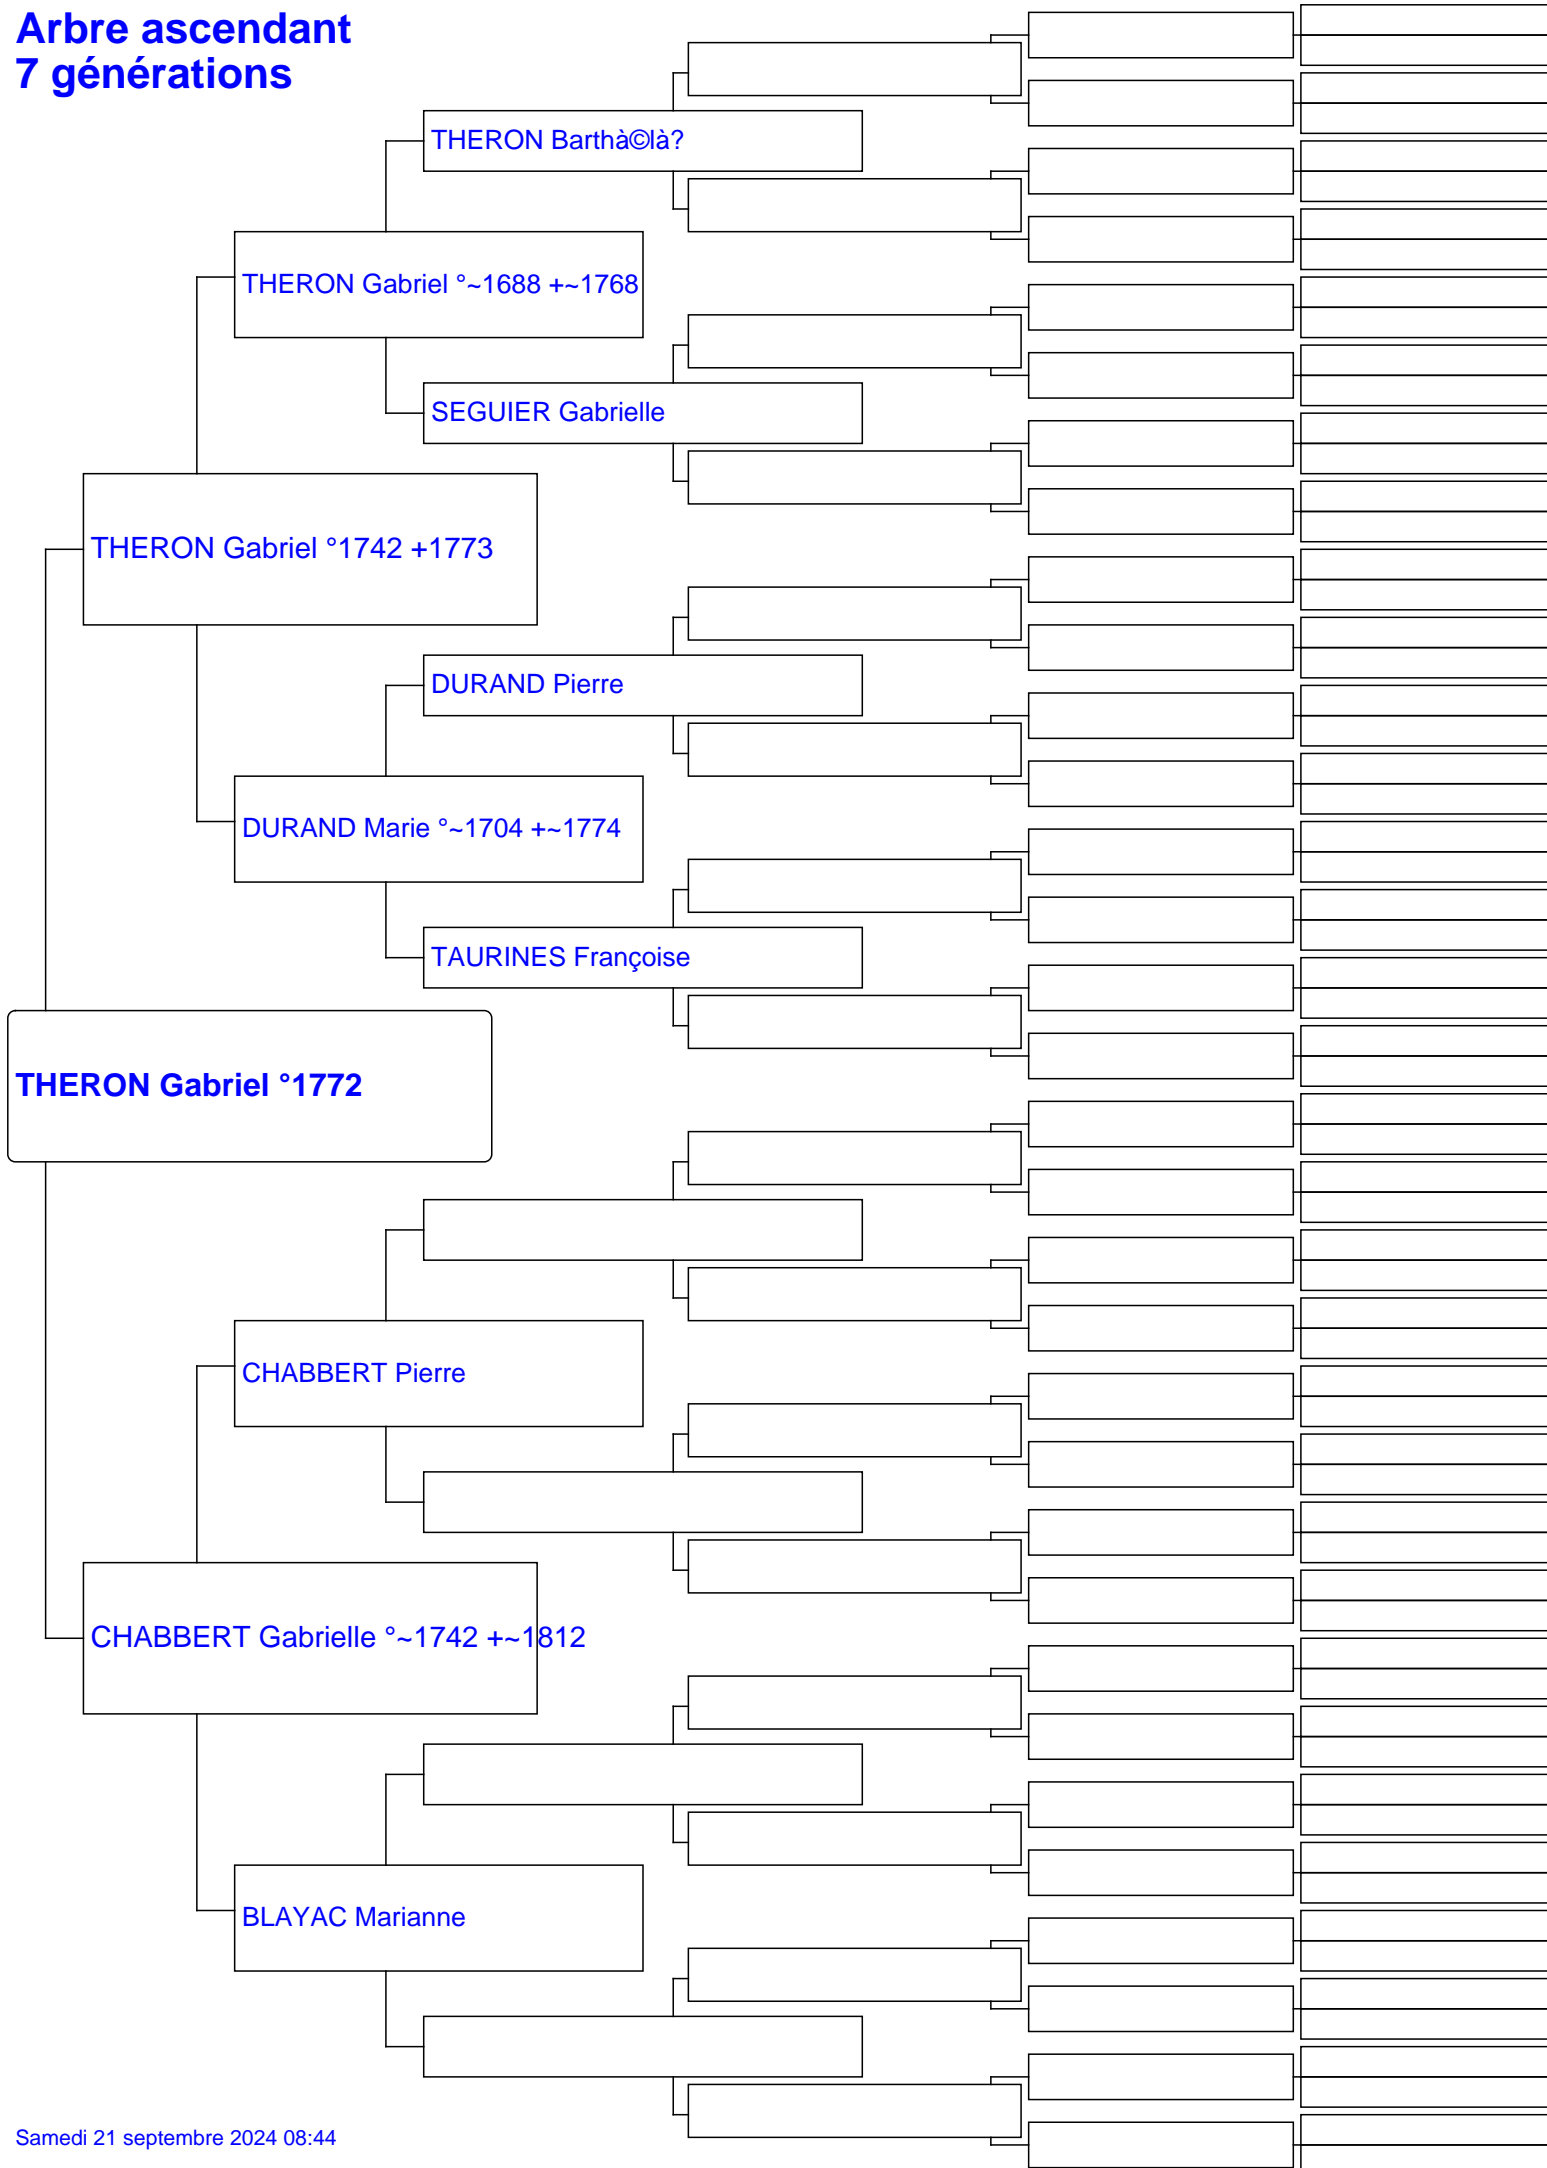 Arbre ascendant
7 générations
THERON Barthà©là?
THERON Gabriel °~1688 +~1768
SEGUIER Gabrielle
THERON Gabriel °1742 +1773
DURAND Pierre
DURAND Marie °~1704 +~1774
TAURINES Françoise
THERON Gabriel °1772
CHABBERT Pierre
CHABBERT Gabrielle °~1742 +~1812
BLAYAC Marianne
Samedi 21 septembre 2024 08:44